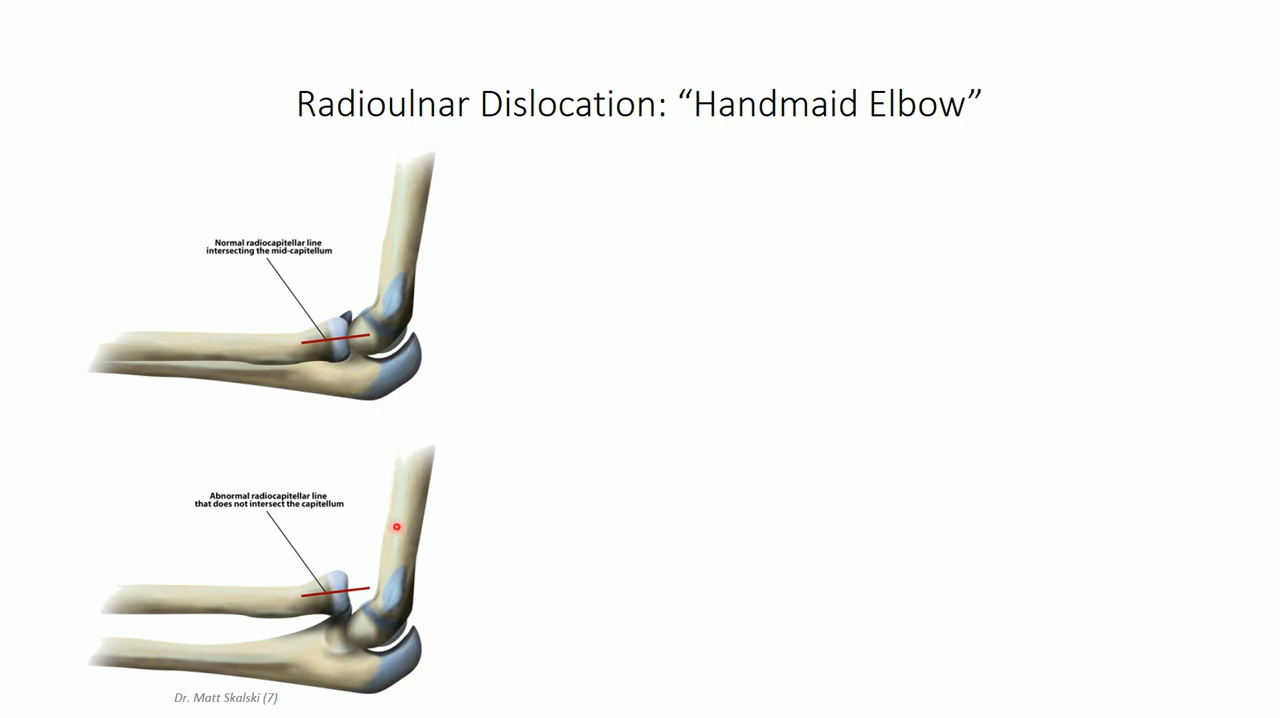 Radioulnar Dislocation: “Handmaid Elbow”
Normal radiocapitellar line
intersecting the mid-capitellum
Abnormal radiocapitellar line
that does not intersect the capitellum
Dr. Matt Skalski (7)